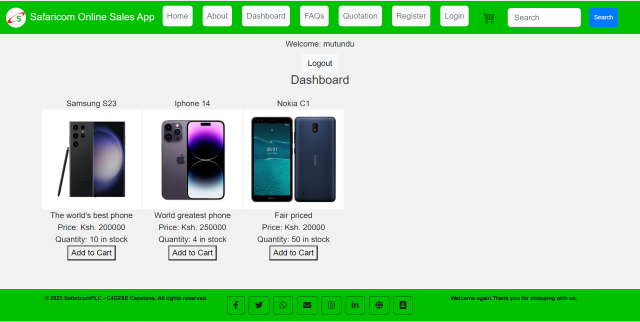 Safaricom Online Sales App
Home
About
Dashboard
FAQs
Quotation
Register
Login
Search
Search
Welcome: mutundu
Logout
Dashboard
Samsung S23
Iphone 14
Nokia C1
The world's best phone
World greatest phone
Fair priced
Price: Ksh. 200000
Price: Ksh. 250000
Price: Ksh. 20000
Quantity: 10 in stock
Quantity: 4 in stock
Quantity: 50 in stock
Add to Cart
Add to Cart
Add to Cart
© 2023 SafaricomPLC - C4G2SE Capstone. All rights reserved.
Welcome again.Thank you for shopping with us.